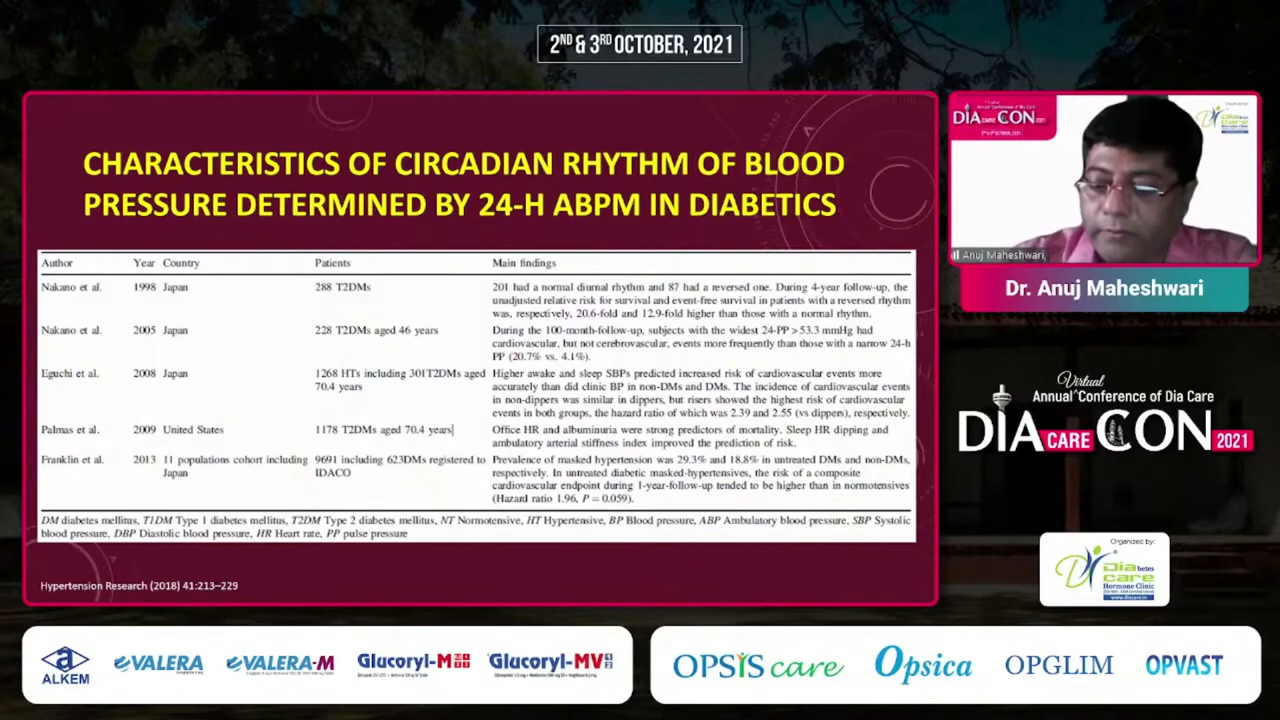 2ND & 3RD OCTOBER, 2021
CHARACTERISTICS OF CIRCADIAN RHYTHM OF BLOOD
PRESSURE DETERMINED BY 24-H ABPM IN DIABETICS
Author Year Country Patients Main findings
Nakano et al. 1998 Japan 288 T2DMs 201 had a normal diurnal rhythm and 87 had a reversed one. During 4-year follow-up, the
unadjusted relative risk for survival and event-free survival in patients with a reversed rhythm
was, respectively, 20.6-fold and 12.9-fold higher than those with a normal rhythm.
Nakano et al. 2005 Japan 228 T2DMs aged 46 years During the 100-month-follow-up, subjects with the widest 24-PP > 53.3 mmHg had
cardiovascular, but not cerebrovascular, events more frequently than those with a narrow 24-h
PP (20.7% vs. 4.1%).
Eguchi et al. 2008 Japan 1268 HTs including 301T2DMs aged Higher awake and sleep SBPs predicted increased risk of cardiovascular events more
70.4 years accurately than did clinic BP in non-DMs and DMs. The incidence of cardiovascular events
in non-dippers was similar in dippers, but risers showed the highest risk of cardiovascular
events in both groups, the hazard ratio of which was 2.39 and 2.55 (vs dippers), respectively.
Palmas et al. 2009 United States 1178 T2DMs aged 70.4 years Office HR and albuminuria were strong predictors of mortality. Sleep HR dipping and
ambulatory arterial stiffness index improved the prediction of risk.
Franklin et al. 2013 11 populations cohort including 9691 including 623DMs registered to Prevalence of masked hypertension was 29.3% and 18.8% in untreated DMs and non-DMs,
Japan IDACO respectively. In untreated diabetic masked-hypertensives, the risk of a composite
cardiovascular endpoint during 1-year-follow-up tended to be higher than in normotensives
(Hazard ratio 1.96, P = 0.059).
DM diabetes mellitus, T1DM Type 1 diabetes mellitus, T2DM Type 2 diabetes mellitus, NT Normotensive, HT Hypertensive, BP Blood pressure, ABP Ambulatory blood pressure, SBP Systolic
blood pressure, DBP Diastolic blood pressure, HR Heart rate, PP pulse pressure
Hypertension Research (2018) 41:213–229
DIA CARE CON 2021
Anuj Maheshwari
Dr. Anuj Maheshwari
Virtual
Annual Conference of Dia Care
DIA CARE CON 2021
Organized by:
Diabetes
care
Hormone Clinic
ALKEM
eVALERA
eVALERA-M
Glucoryl-M
Glucoryl-MV
OPSIS care
Opsica
OPGLIM
OPVAST